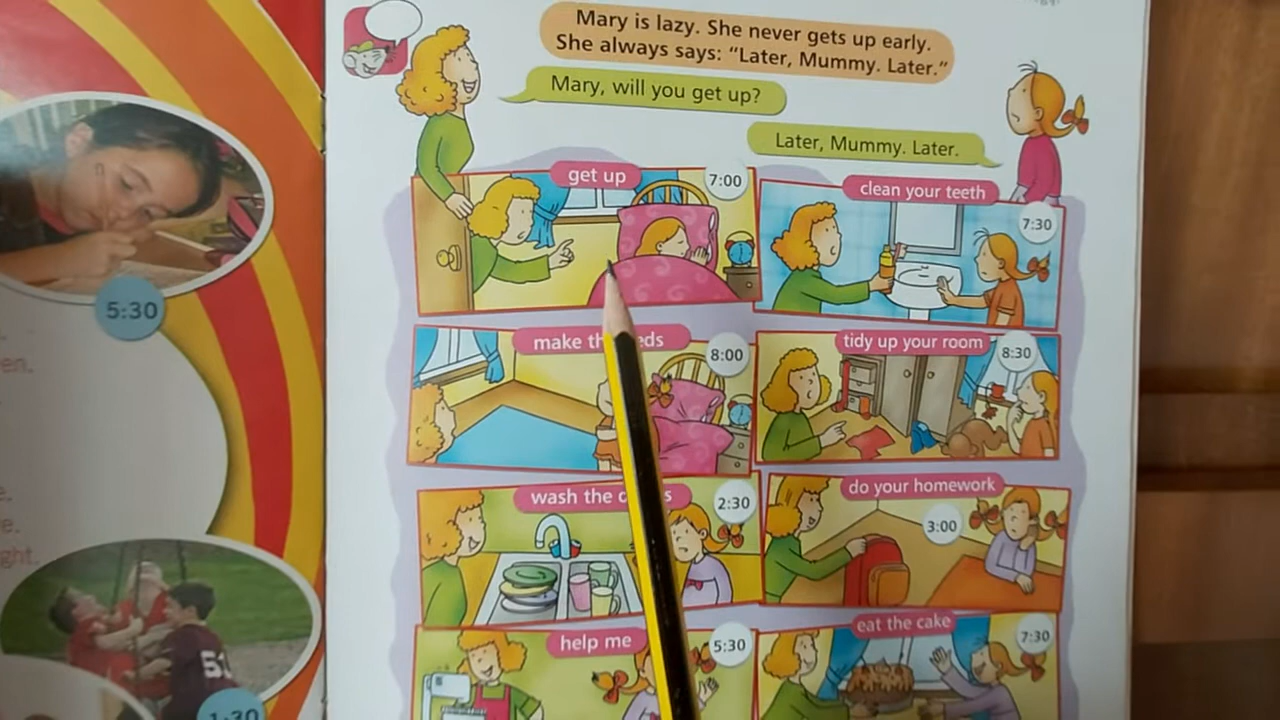 Mary is lazy. She never gets up early.
She always says: "Later, Mummy. Later."
Mary, will you get up?
Later, Mummy. Later.
get up
7:00
clean your teeth
7:30
make
8:00
tidy up your room
8:30
wash the
2:30
do your homework
3:00
help me
5:30
eat the cake
7:30
5:30
en.
e.
ght.
51
1:30